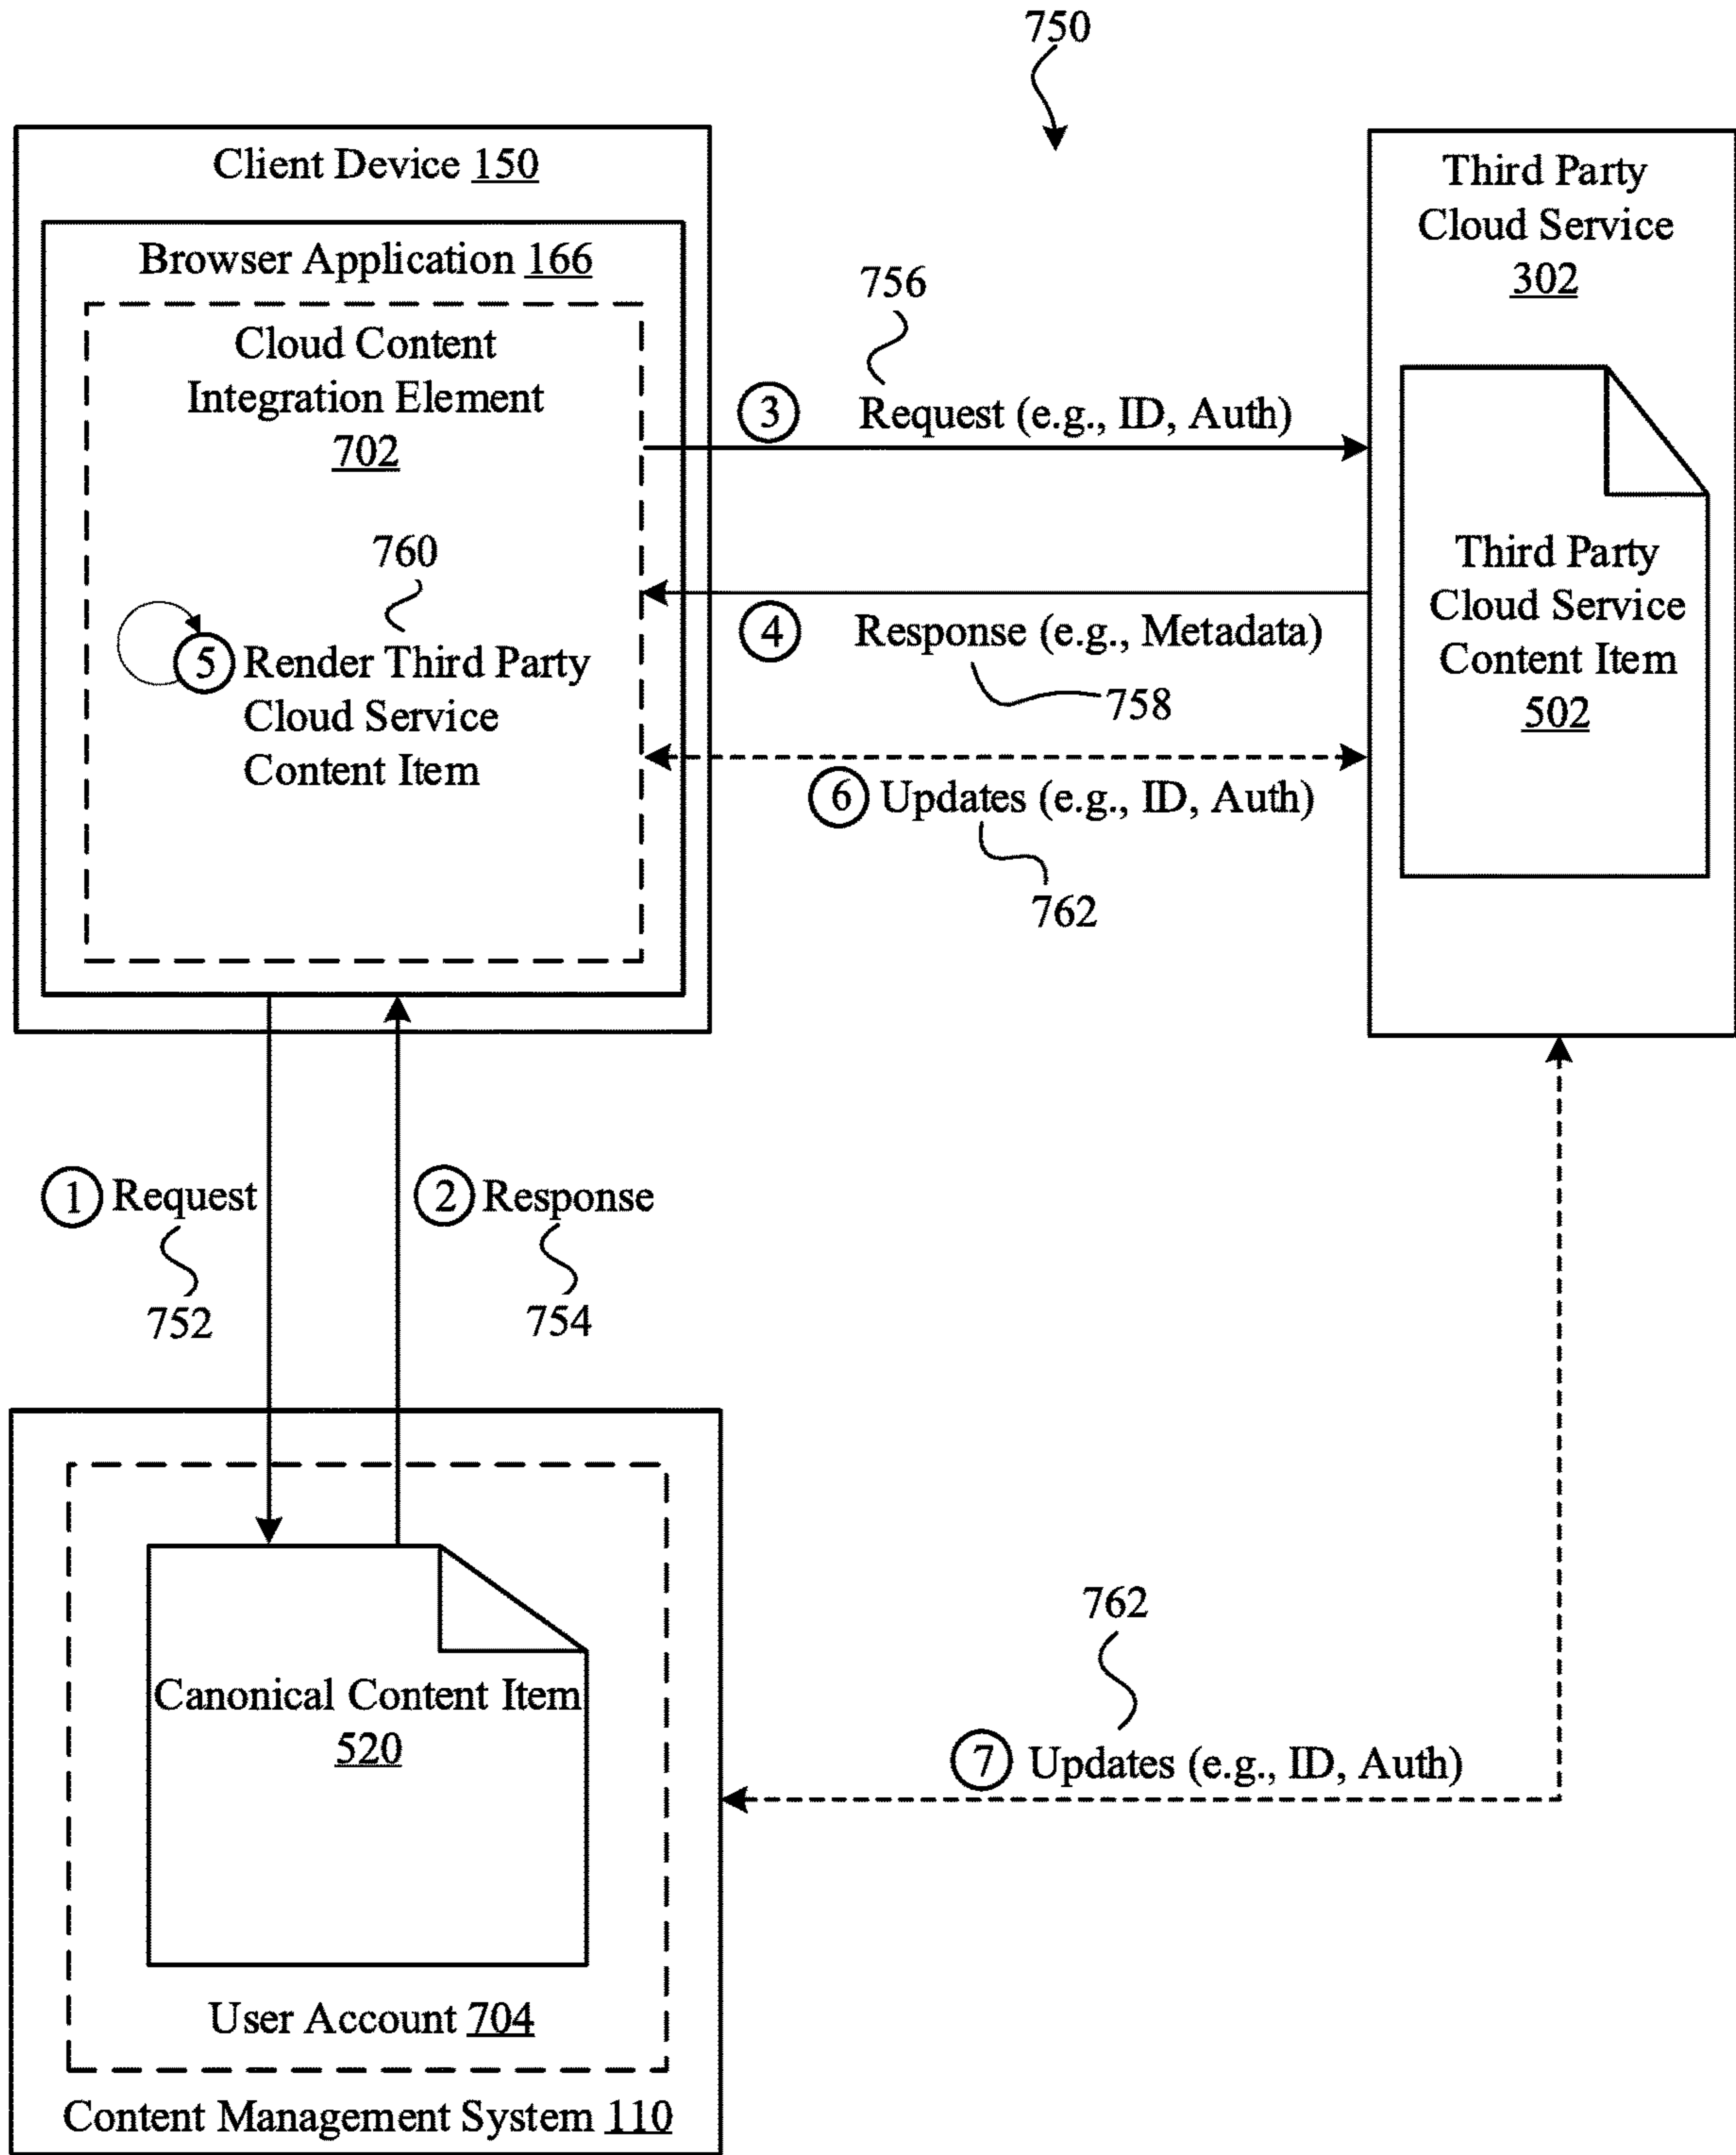 750
Client Device 150
Browser Application 166
Cloud Content
Integration Element
702
760
5 Render Third Party
Cloud Service
Content Item
756
3 Request (e.g., ID, Auth)
4 Response (e.g., Metadata)
758
6 Updates (e.g., ID, Auth)
762
Third Party
Cloud Service
302
Third Party
Cloud Service
Content Item
502
1 Request
752
2 Response
754
Canonical Content Item
520
User Account 704
Content Management System 110
762
7 Updates (e.g., ID, Auth)